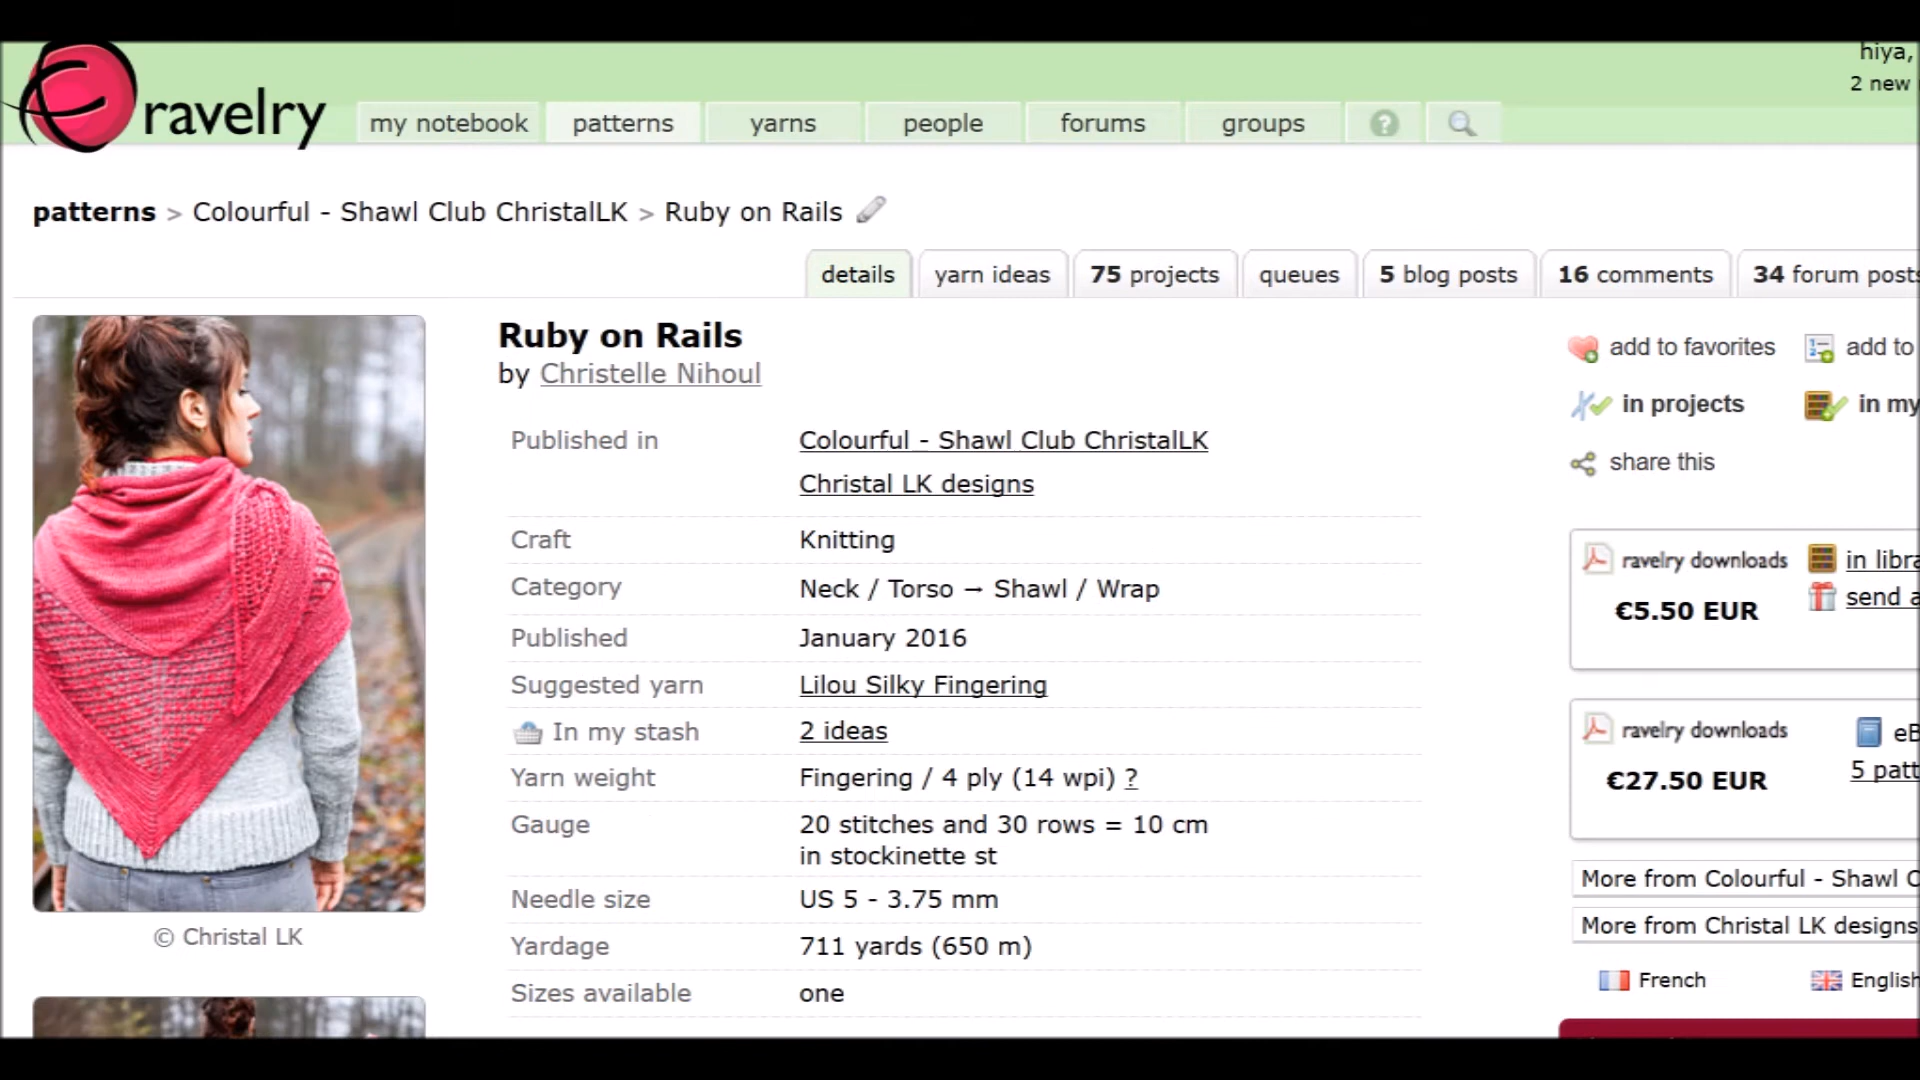 hiya,
2 new
ravelry
my notebook
patterns
yarns
people
forums
groups
?
patterns > Colourful - Shawl Club ChristalLK > Ruby on Rails
details
yarn ideas
75 projects
queues
5 blog posts
16 comments
34 forum posts
Ruby on Rails
by Christelle Nihoul
Published in Colourful - Shawl Club ChristalLK
Christal LK designs
Craft Knitting
Category Neck / Torso → Shawl / Wrap
Published January 2016
Suggested yarn Lilou Silky Fingering
In my stash 2 ideas
Yarn weight Fingering / 4 ply (14 wpi) ?
Gauge 20 stitches and 30 rows = 10 cm
in stockinette st
Needle size US 5 - 3.75 mm
Yardage 711 yards (650 m)
Sizes available one
© Christal LK
add to favorites
add to
in projects
in my
share this
ravelry downloads
in libra
€5.50 EUR
send a
ravelry downloads
eB
€27.50 EUR
5 patt
More from Colourful - Shawl C
More from Christal LK designs
French
English